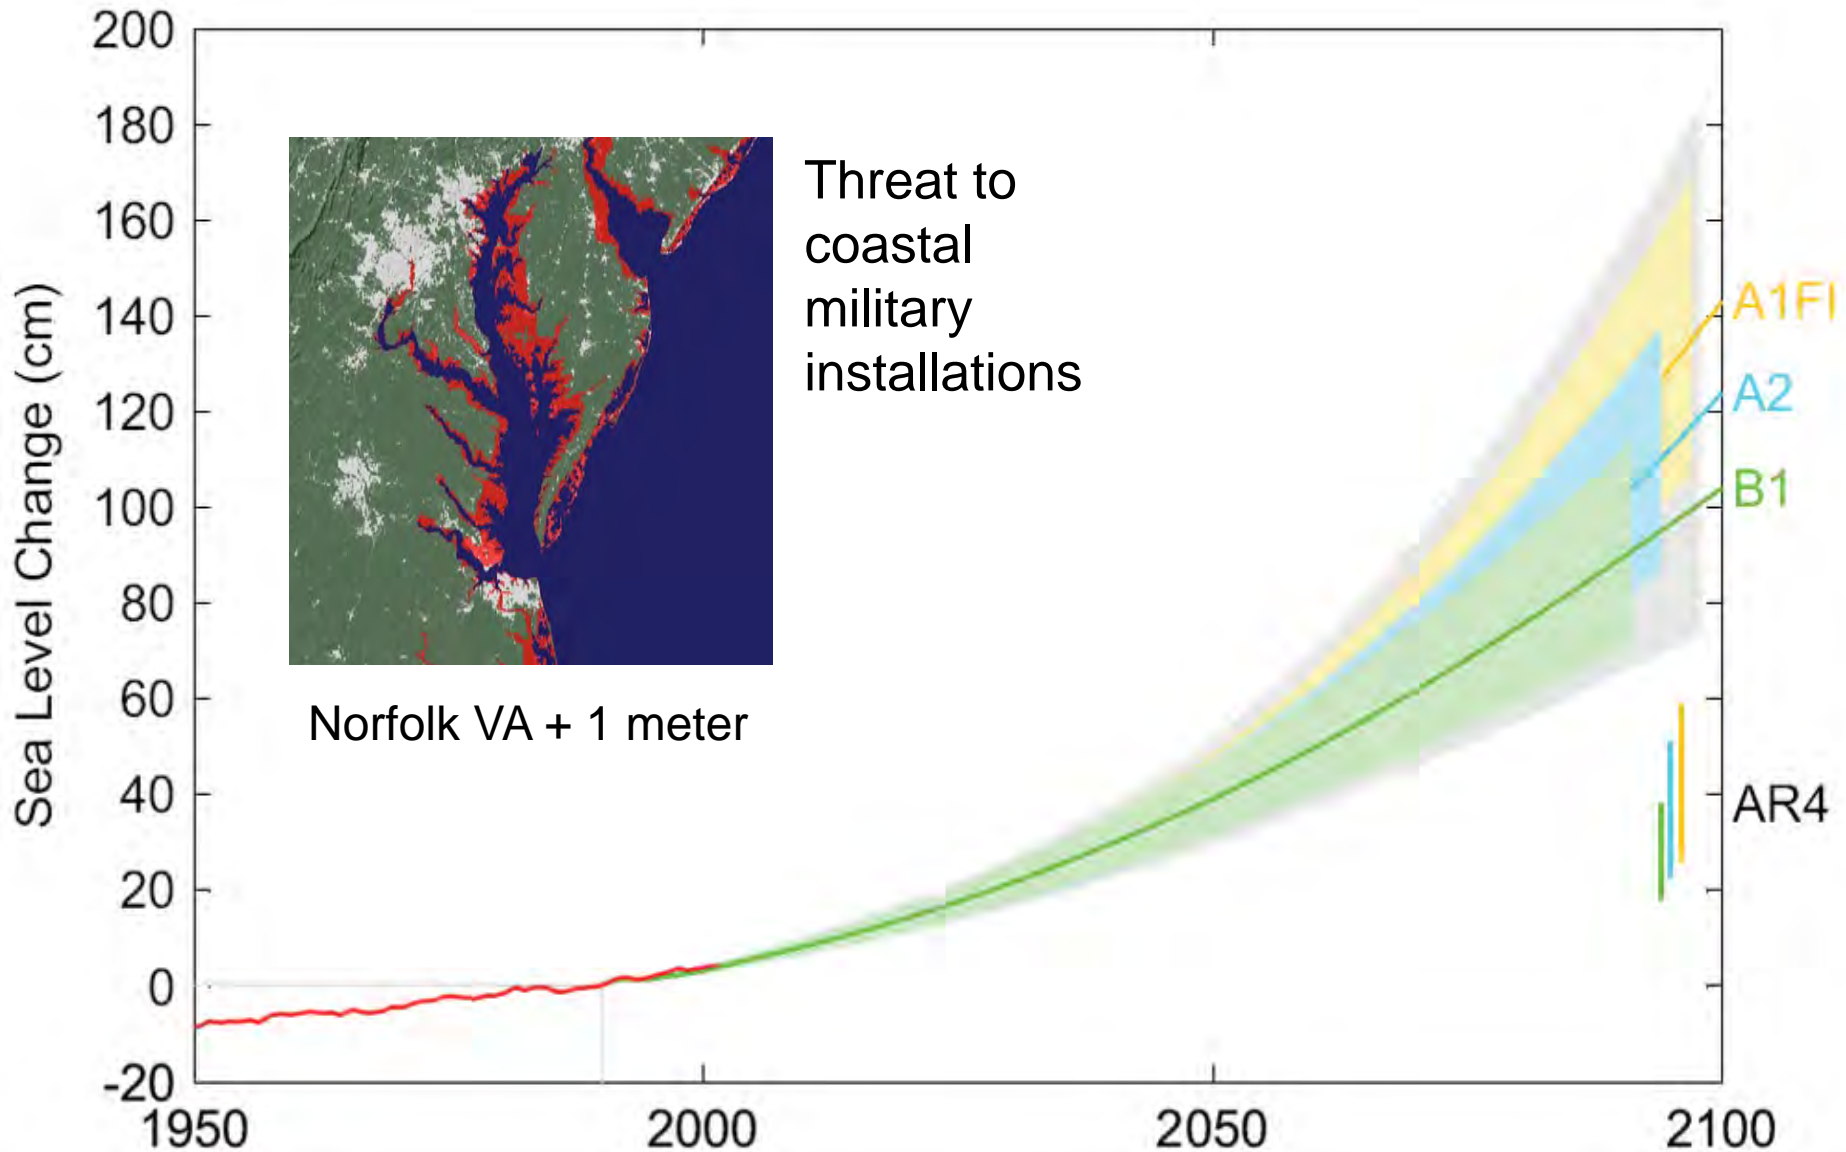 200
180
160
140
120
100
80
60
40
20
0
-20
Sea Level Change (cm)
1950
2000
2050
2100
Threat to
coastal
military
installations
Norfolk VA + 1 meter
A1FI
A2
B1
AR4